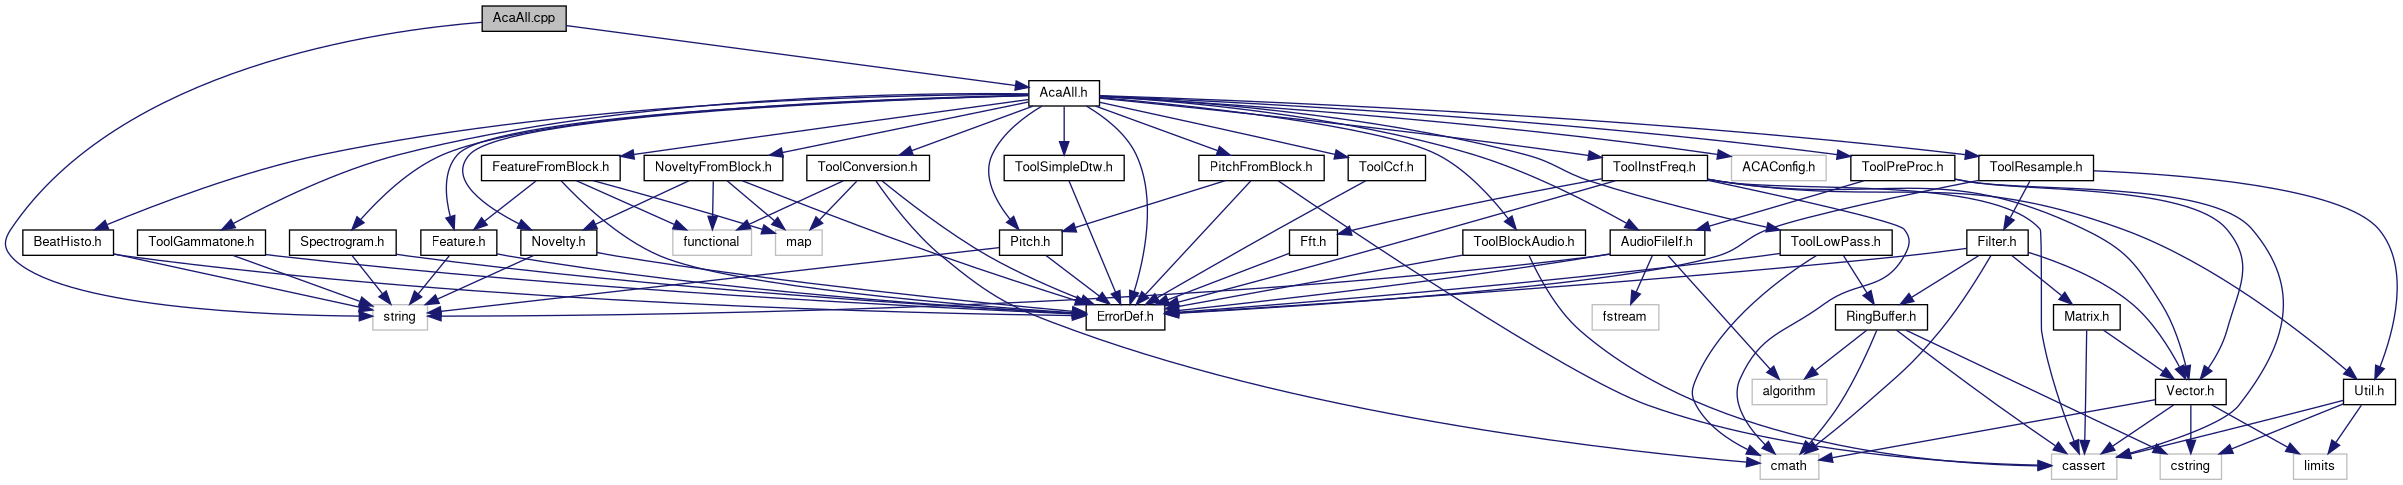 AcaAll.cpp
AcaAll.h
FeatureFromBlock.h
NoveltyFromBlock.h
ToolConversion.h
ToolSimpleDtw.h
PitchFromBlock.h
ToolCcf.h
ToolInstFreq.h
ACAConfig.h
ToolPreProc.h
ToolResample.h
BeatHisto.h
ToolGammatone.h
Spectrogram.h
Feature.h
Novelty.h
functional
map
Pitch.h
Fft.h
ToolBlockAudio.h
AudioFileIf.h
ToolLowPass.h
Filter.h
string
ErrorDef.h
fstream
RingBuffer.h
Matrix.h
algorithm
Vector.h
Util.h
cmath
cassert
cstring
limits